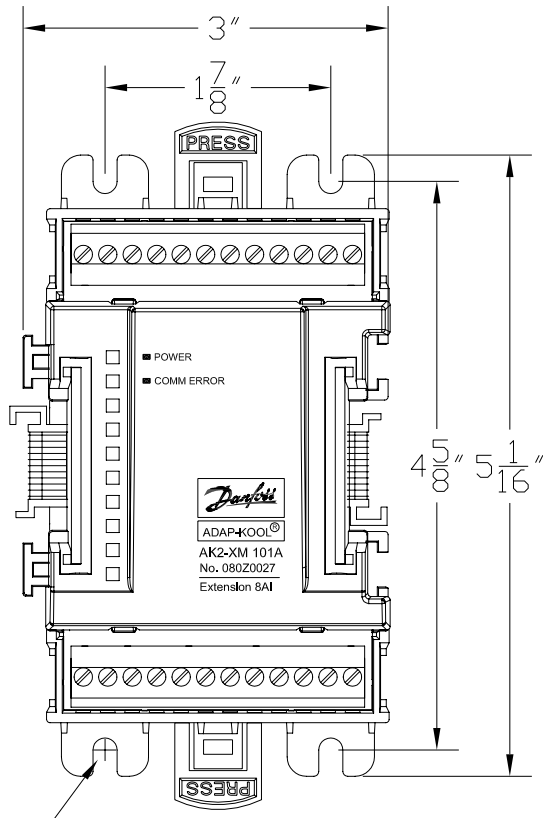 3"
1 7/8"
PRESS
POWER
COMM ERROR
4 5/8"
5 1/16"
Danfoss
ADAP-KOOL®
AK2-XM 101A
No. 080Z0027
Extension 8AI
PRESS